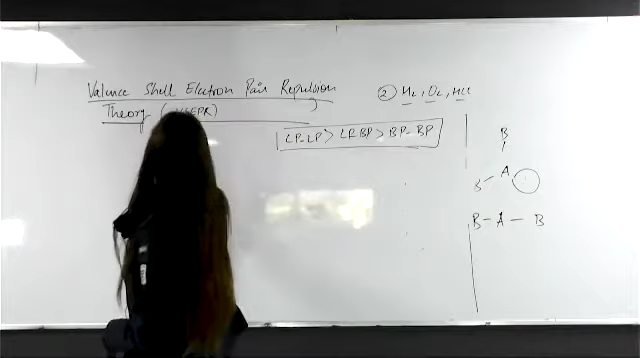 Valence Shell Electron Pair Repulsion
Theory (VSEPR)
② H₂, O₂, HCl
LP-LP > LP-BP > BP-BP
B
B - A
B - A - B